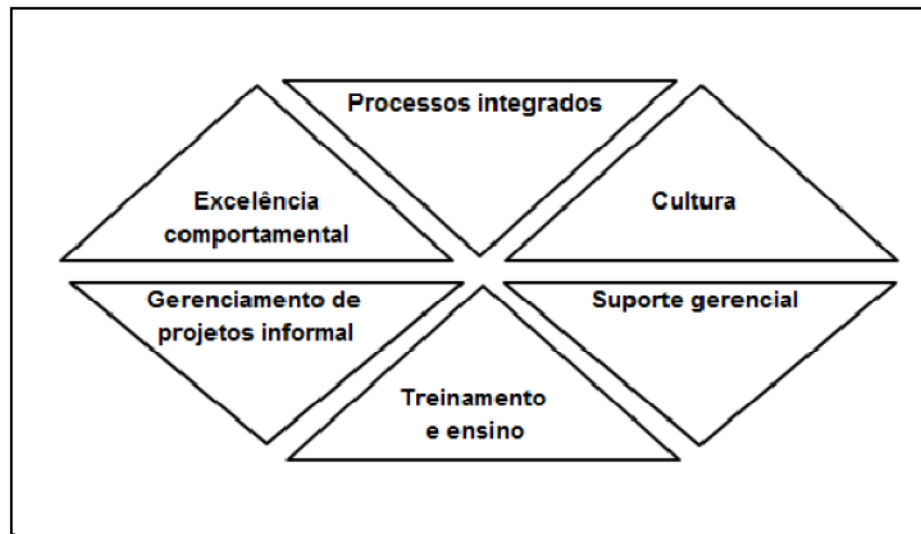 Processos integrados
Excelência
comportamental
Cultura
Gerenciamento de
projetos informal
Suporte gerencial
Treinamento
e ensino